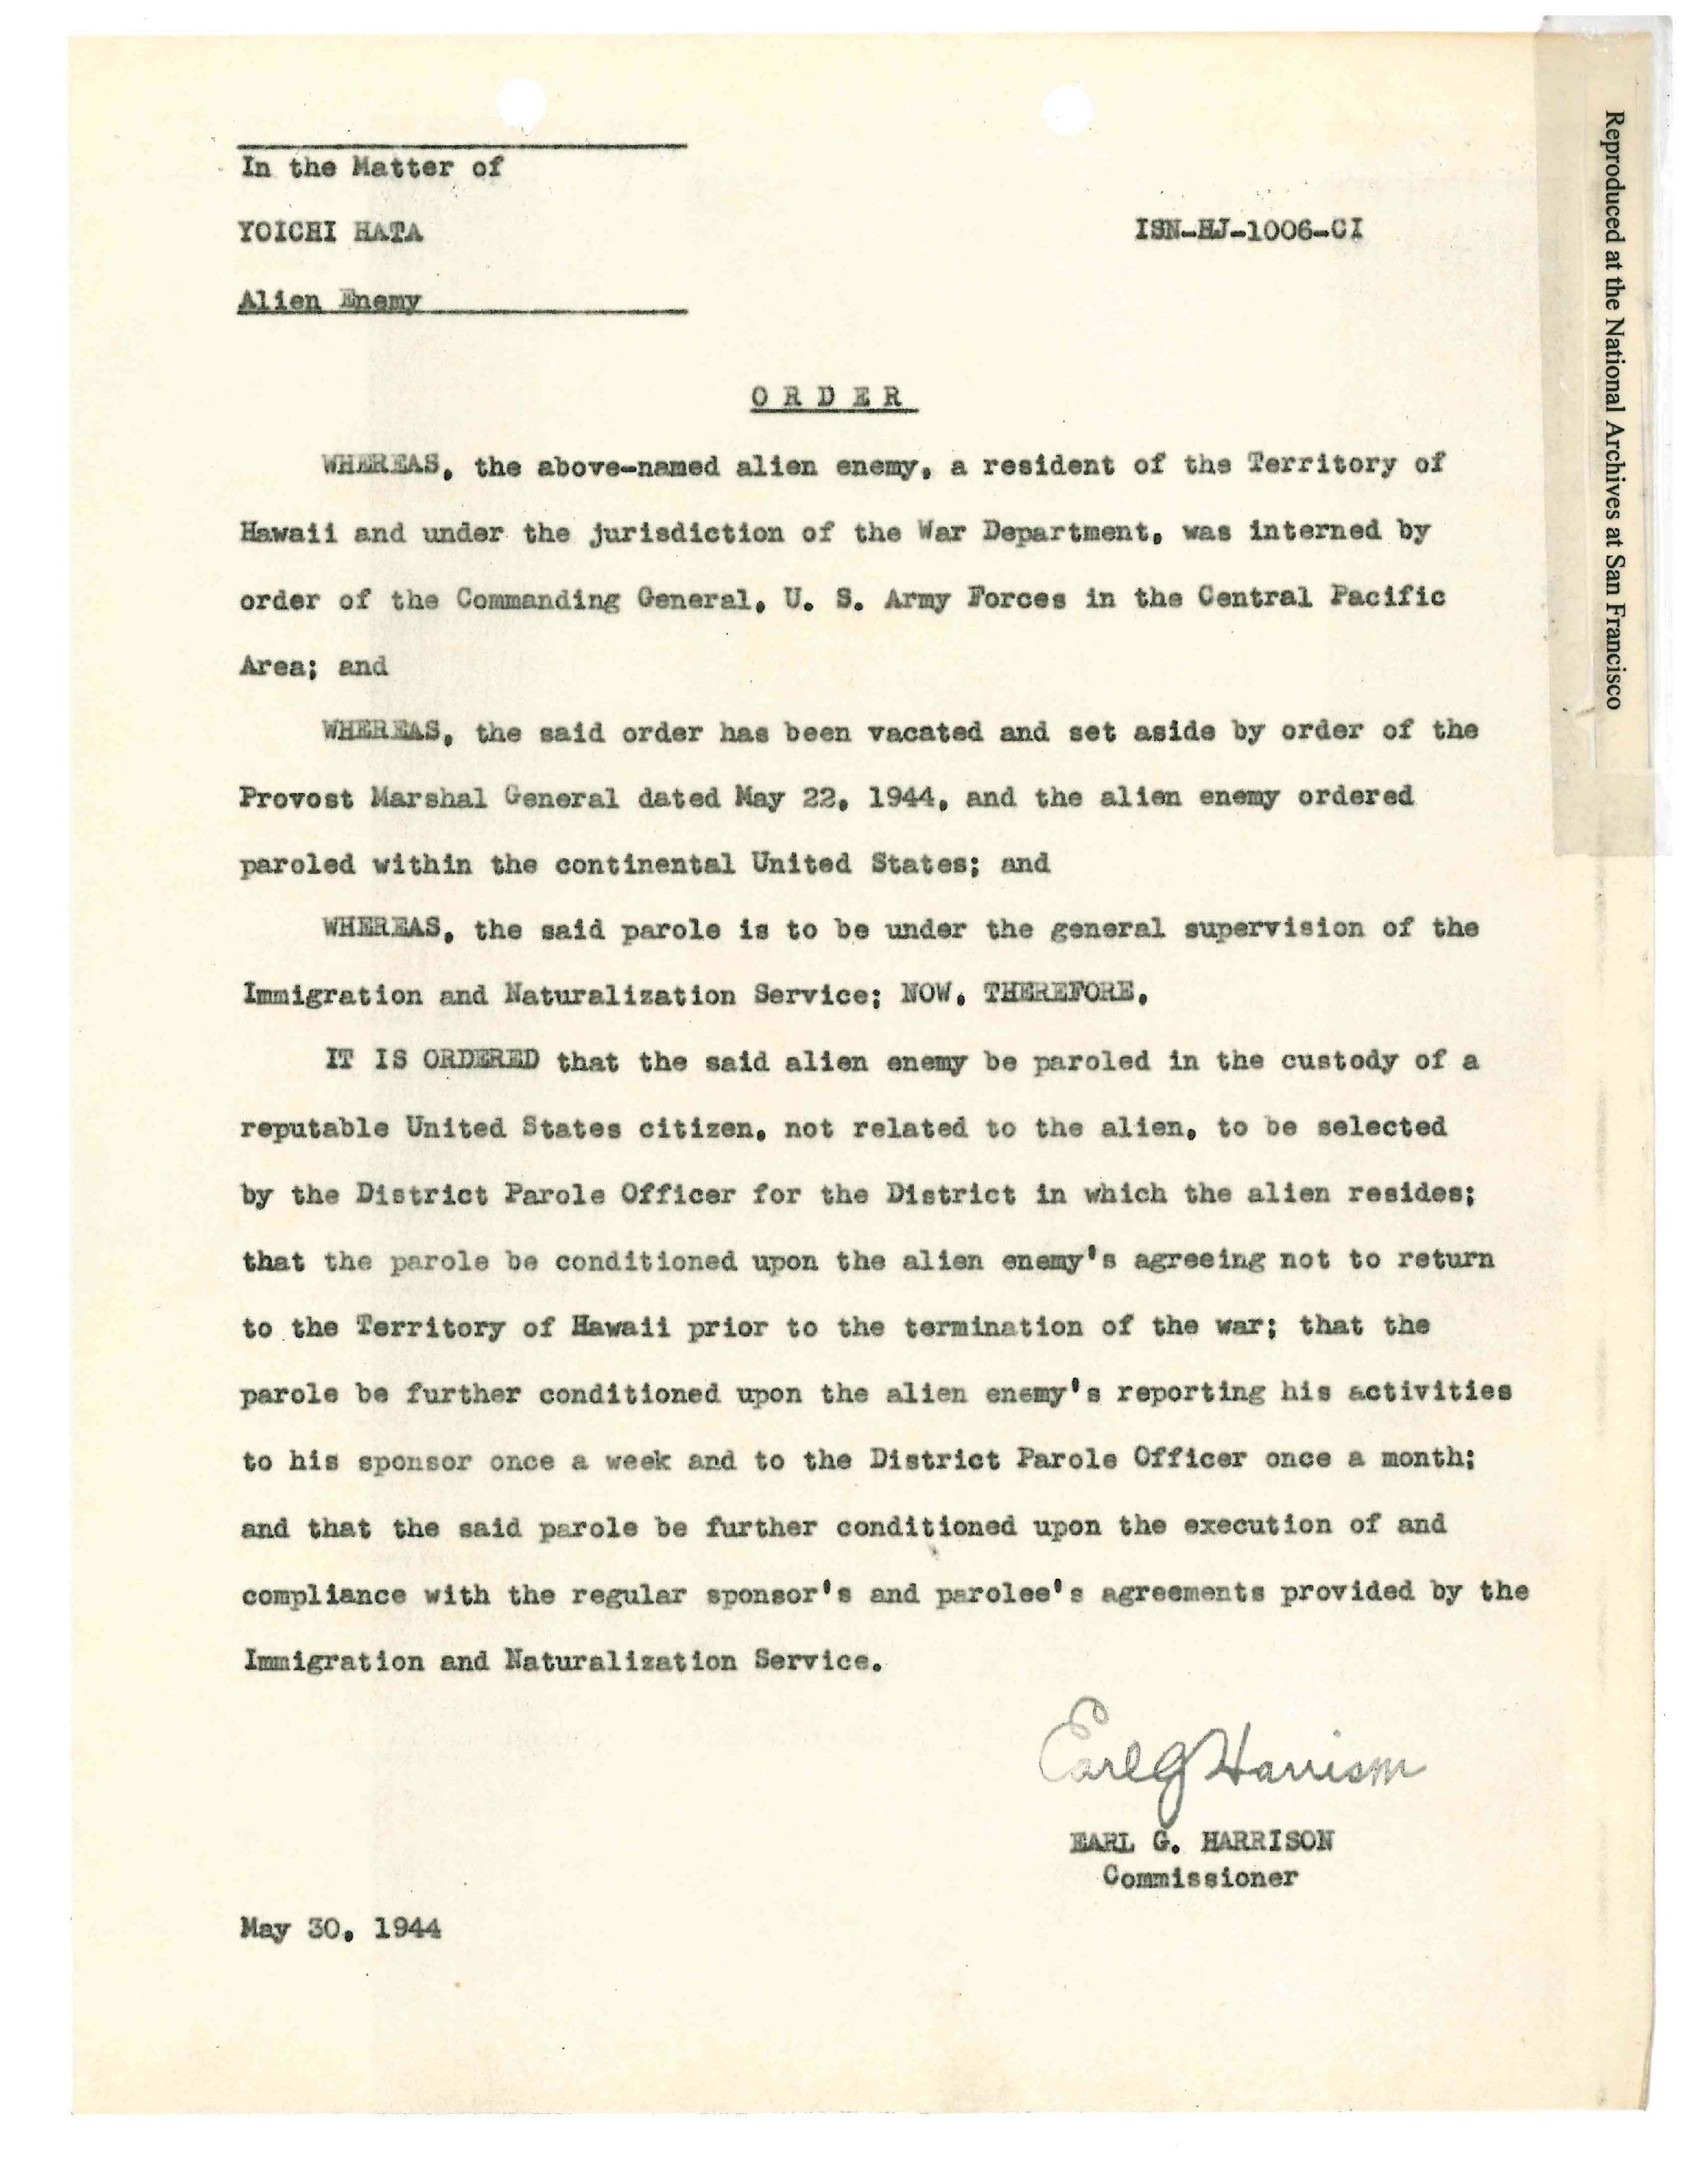 In the Matter of
YOICHI HATA
ISN-HJ-1006-CI
Alien Enemy
O R D E R
WHEREAS, the above-named alien enemy, a resident of the Territory of
Hawaii and under the jurisdiction of the War Department, was interned by
order of the Commanding General, U. S. Army Forces in the Central Pacific
Area; and
WHEREAS, the said order has been vacated and set aside by order of the
Provost Marshal General dated May 22, 1944, and the alien enemy ordered
paroled within the continental United States; and
WHEREAS, the said parole is to be under the general supervision of the
Immigration and Naturalization Service; NOW, THEREFORE,
IT IS ORDERED that the said alien enemy be paroled in the custody of a
reputable United States citizen, not related to the alien, to be selected
by the District Parole Officer for the District in which the alien resides;
that the parole be conditioned upon the alien enemy's agreeing not to return
to the Territory of Hawaii prior to the termination of the war; that the
parole be further conditioned upon the alien enemy's reporting his activities
to his sponsor once a week and to the District Parole Officer once a month;
and that the said parole be further conditioned upon the execution of and
compliance with the regular sponsor's and parolee's agreements provided by the
Immigration and Naturalization Service.
Earl G Harrison
EARL G. HARRISON
Commissioner
May 30, 1944
Reproduced at the National Archives at San Francisco